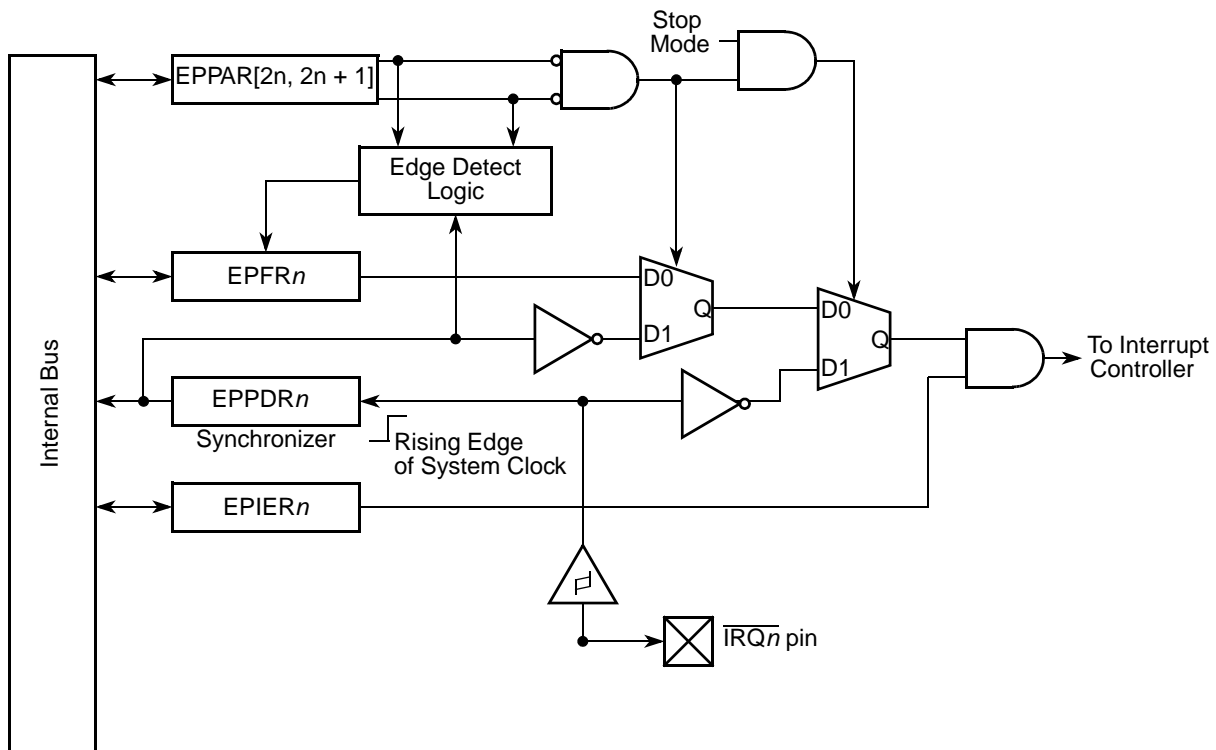 Stop
Mode
EPPAR[2n, 2n + 1]
Edge Detect
Logic
EPFRn
D0
Q
D1
D0
Q
D1
To Interrupt
Controller
Internal Bus
EPPDRn
Synchronizer
Rising Edge
of System Clock
EPIERn
IRQn pin